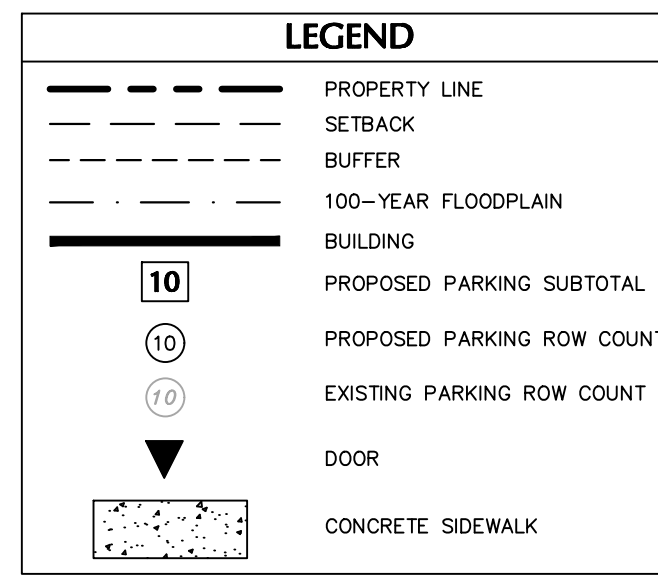 LEGEND
PROPERTY LINE
SETBACK
BUFFER
100-YEAR FLOODPLAIN
BUILDING
10 PROPOSED PARKING SUBTOTAL
10 PROPOSED PARKING ROW COUNT
10 EXISTING PARKING ROW COUNT
DOOR
CONCRETE SIDEWALK